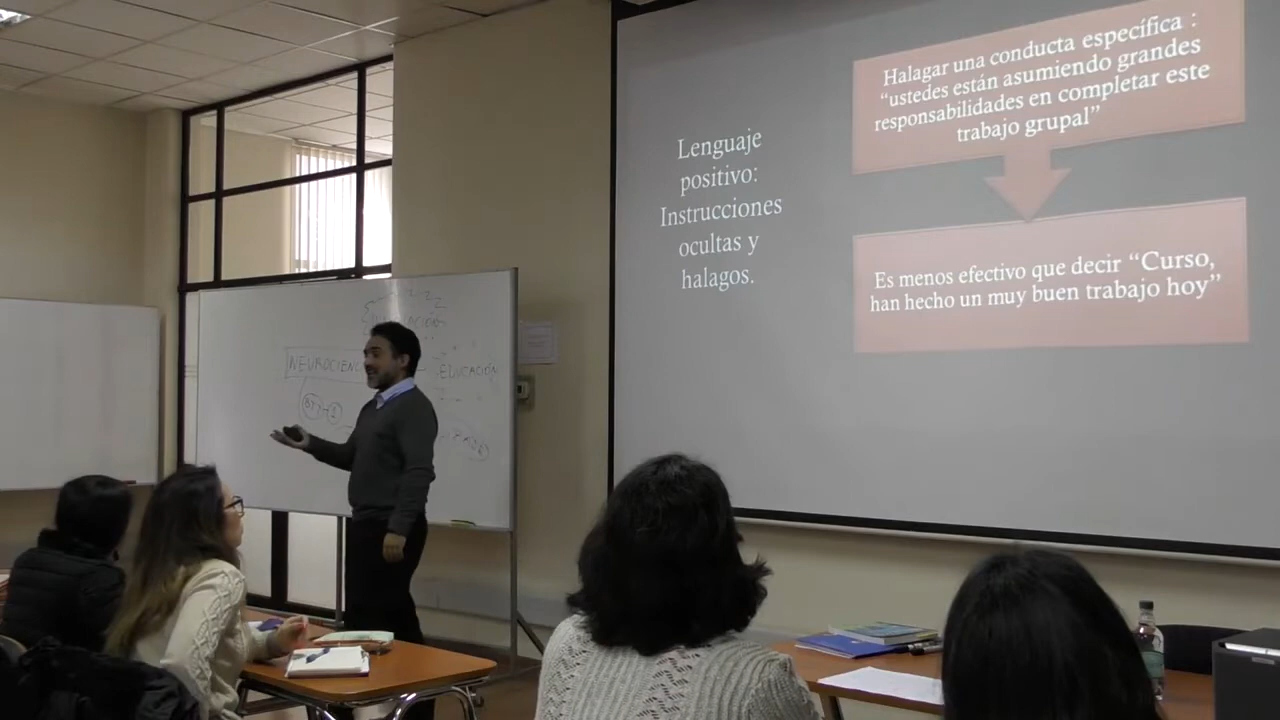 Lenguaje
positivo:
Instrucciones
ocultas y
halagos.
Halagar una conducta específica :
“ustedes están asumiendo grandes
responsabilidades en completar este
trabajo grupal”
Es menos efectivo que decir “Curso,
han hecho un muy buen trabajo hoy”
EDUCACIÓN